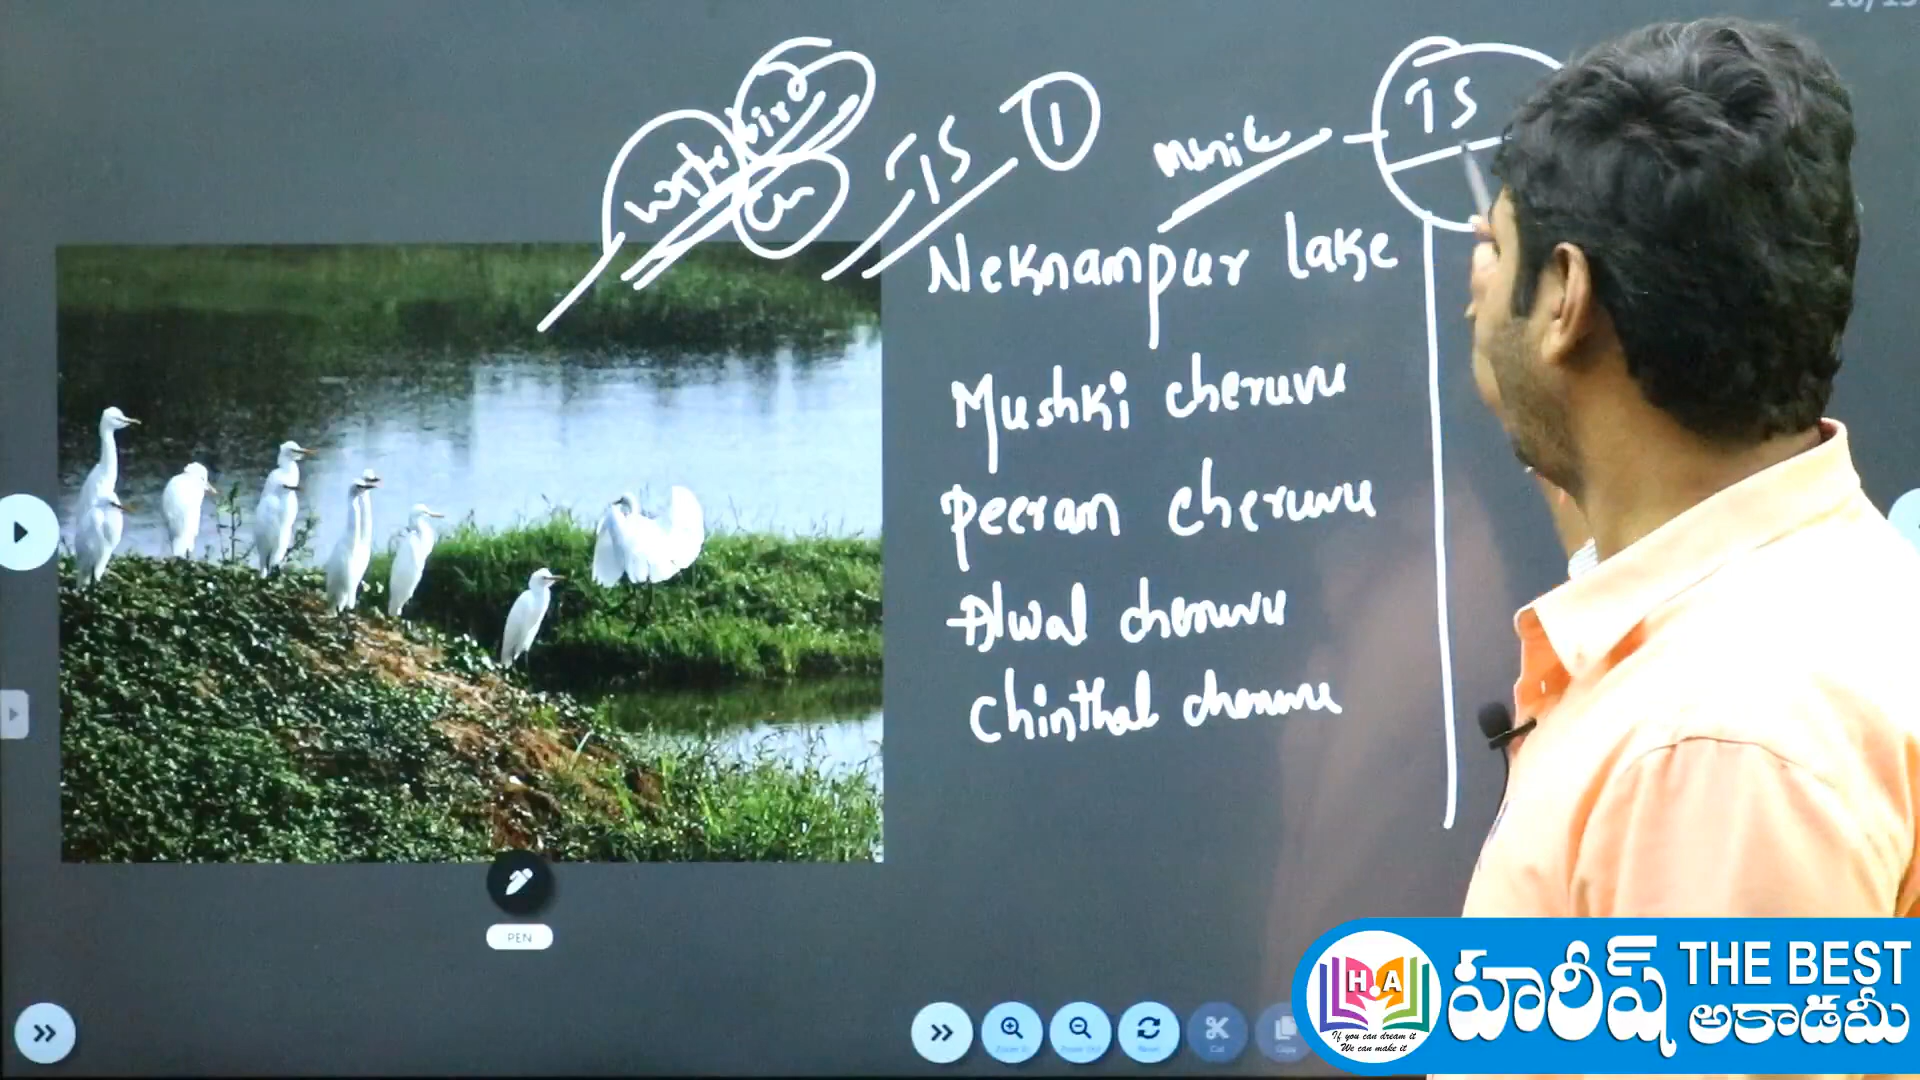 TS 1
TS
Neknampur lake
Mushki cheruvu
peeram cheruvu
Alwal cheruvu
Chinthal cheruvu
PEN
H.A
If you can dream it
We can make it
హరీష్ THE BEST
అకాడమీ